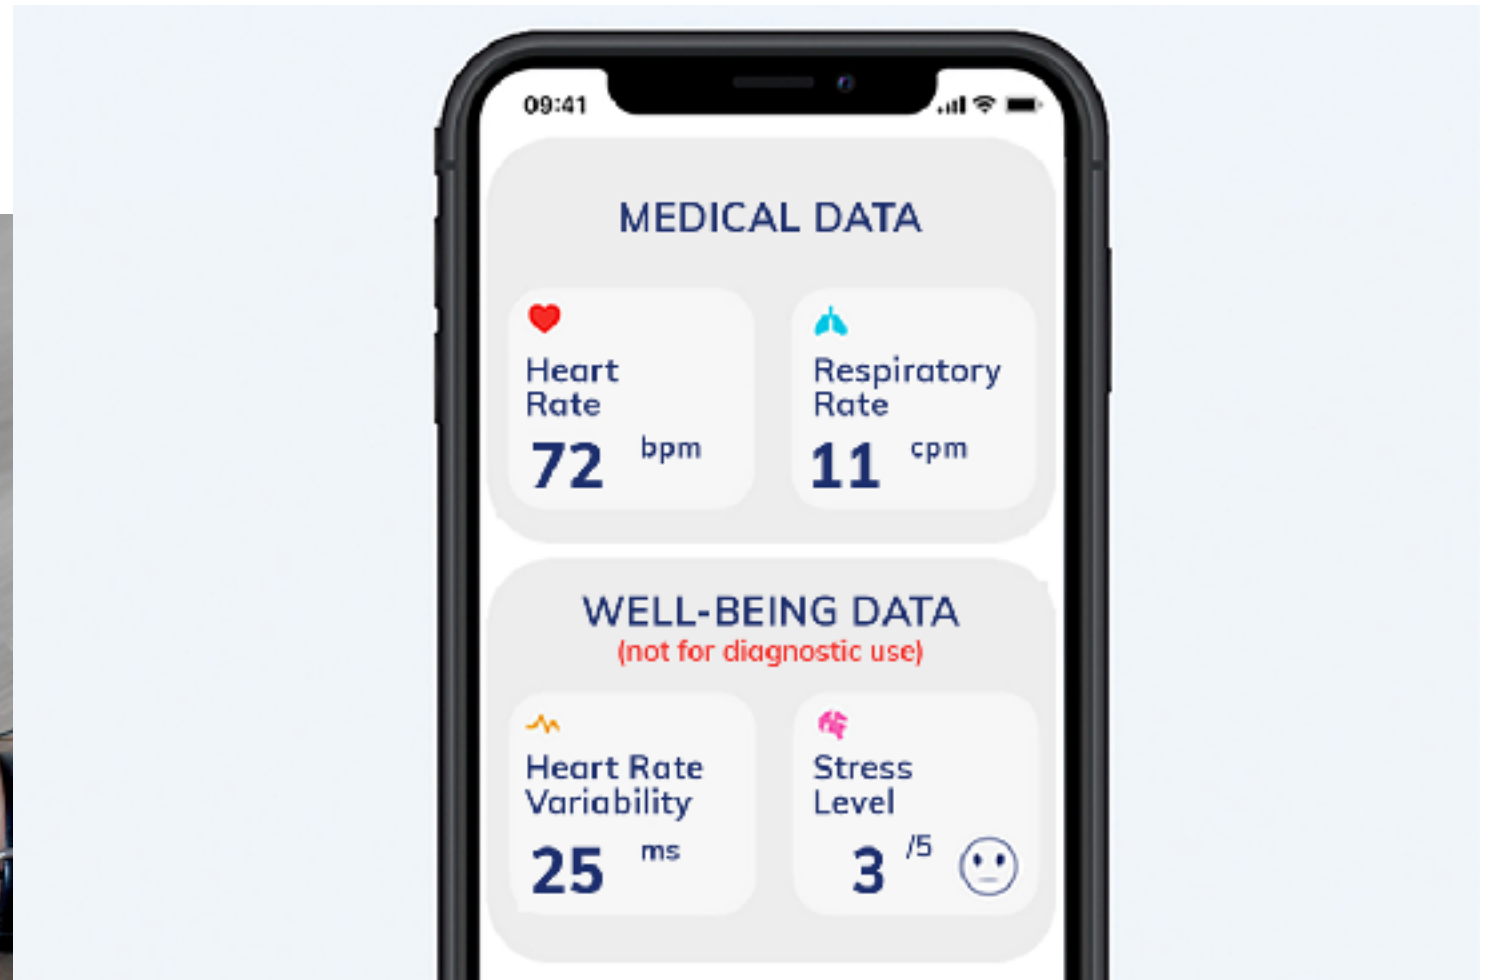 09:41
MEDICAL DATA
Heart
Rate
72 bpm
Respiratory
Rate
11 cpm
WELL-BEING DATA
(not for diagnostic use)
Heart Rate
Variability
25 ms
Stress
Level
3 /5